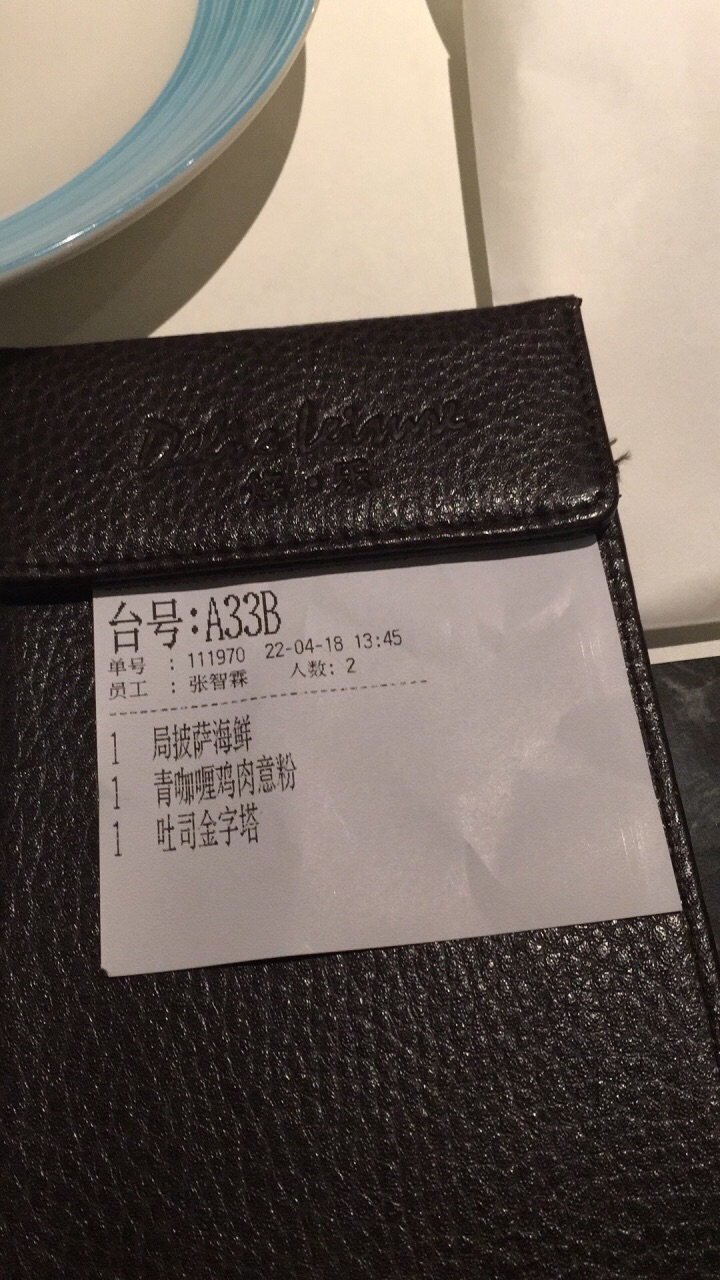 Leisure
台号:A33B
单号 : 111970 22-04-18 13:45
员工 : 张智霖 人数: 2
1 局披萨海鲜
1 青咖喱鸡肉意粉
1 吐司金字塔